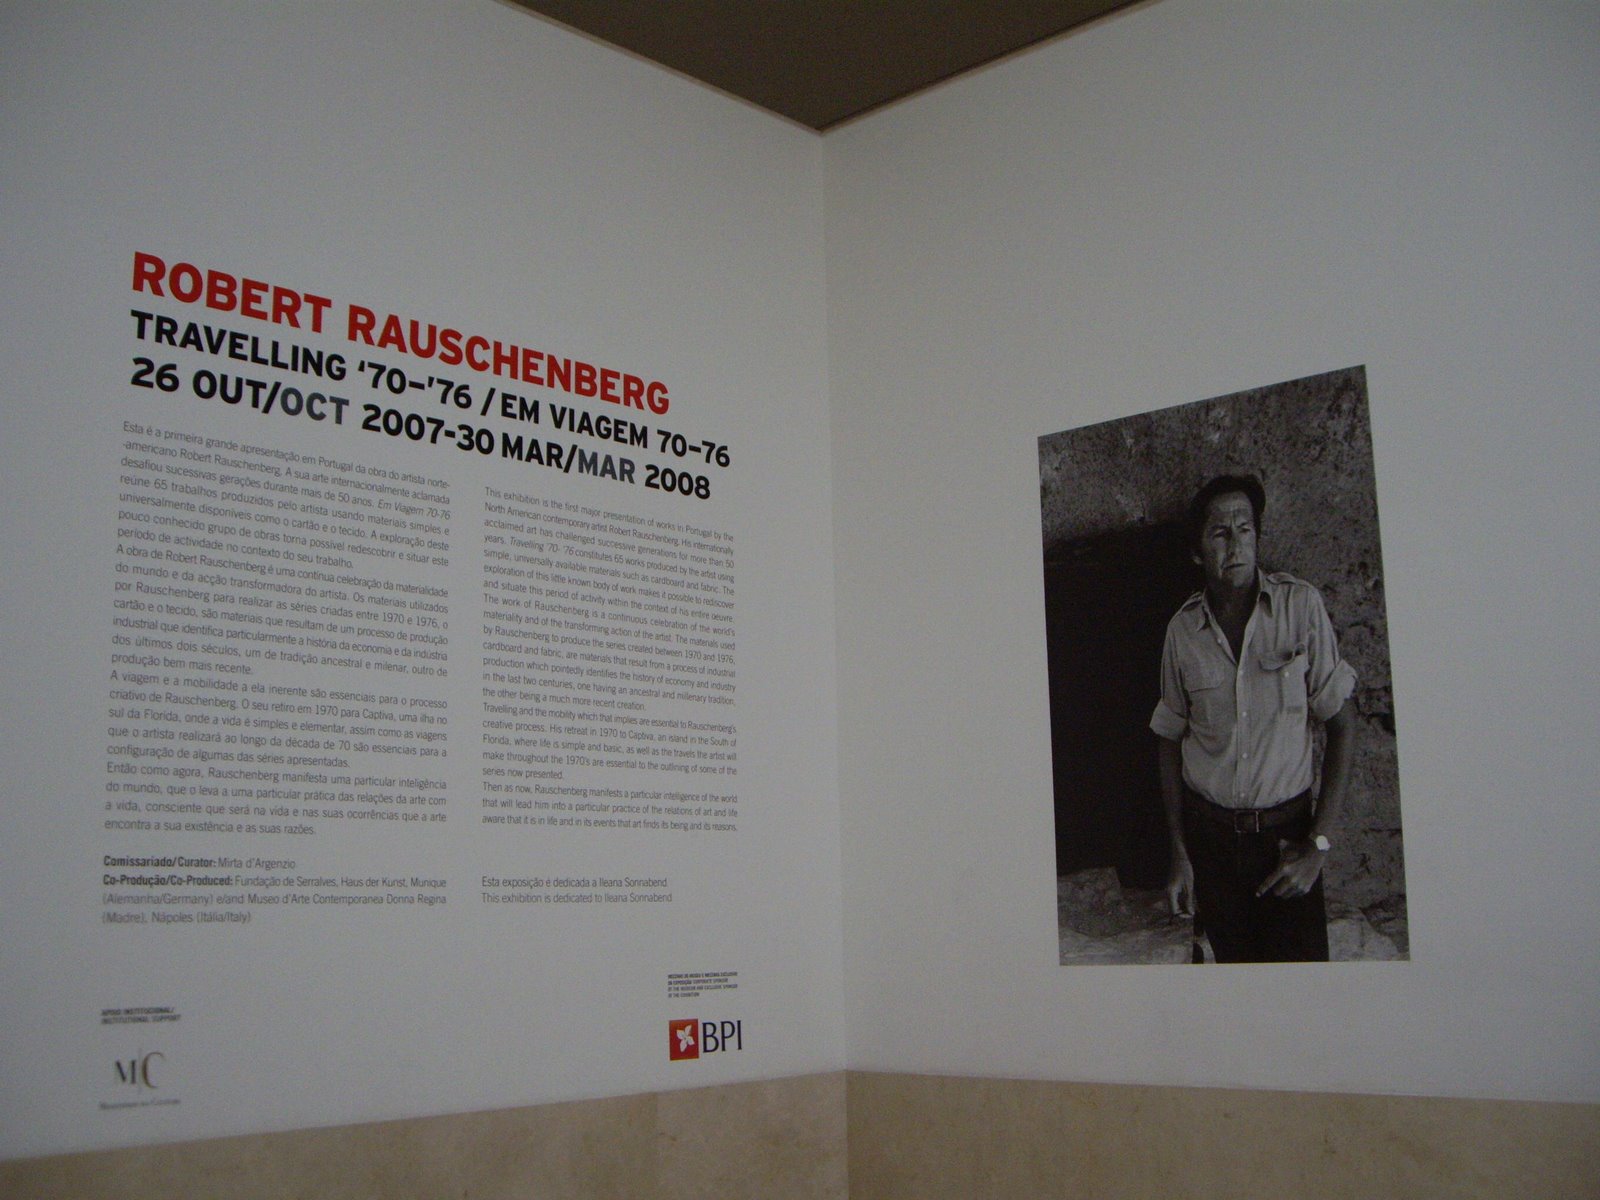 ROBERT RAUSCHENBERG
TRAVELLING ‘70–’76 / EM VIAGEM 70–76
26 OUT/OCT 2007-30 MAR/MAR 2008
Esta é a primeira grande apresentação em Portugal da obra do artista norte-
-americano Robert Rauschenberg. A sua arte internacionalmente aclamada
desafiou sucessivas gerações durante mais de 50 anos. Em Viagem 70-76
reúne 65 trabalhos produzidos pelo artista usando materiais simples e
universalmente disponíveis como o cartão e o tecido. A exploração deste
pouco conhecido grupo de obras torna possível redescobrir e situar este
período de actividade no contexto do seu trabalho.
A obra de Robert Rauschenberg é uma contínua celebração da materialidade
do mundo e da acção transformadora do artista. Os materiais utilizados
por Rauschenberg para realizar as séries criadas entre 1970 e 1976, o
cartão e o tecido, são materiais que resultam de um processo de produção
industrial que identifica particularmente a história da economia e da indústria
dos últimos dois séculos, um de tradição ancestral e milenar, outro de
produção bem mais recente.
A viagem e a mobilidade a ela inerente são essenciais para o processo
criativo de Rauschenberg. O seu retiro em 1970 para Captiva, uma ilha no
sul da Florida, onde a vida é simples e elementar, assim como as viagens
que o artista realizará ao longo da década de 70 são essenciais para a
configuração de algumas das séries apresentadas.
Então como agora, Rauschenberg manifesta uma particular inteligência
do mundo, que o leva a uma particular prática das relações da arte com
a vida, consciente que será na vida e nas suas ocorrências que a arte
encontra a sua existência e as suas razões.
Comissariado/Curator: Mirta d'Argenzio
Co-Produção/Co-Produced: Fundação de Serralves, Haus der Kunst, Munique
(Alemanha/Germany) e/and Museo d'Arte Contemporanea Donna Regina
(Madre), Nápoles (Itália/Italy)
This exhibition is the first major presentation of works in Portugal by the
North American contemporary artist Robert Rauschenberg. His internationally
acclaimed art has challenged successive generations for more than 50
years. Travelling '70- '76 constitutes 65 works produced by the artist using
simple, universally available materials such as cardboard and fabric. The
exploration of this little known body of work makes it possible to rediscover
and situate this period of activity within the context of his entire oeuvre.
The work of Rauschenberg is a continuous celebration of the world's
materiality and of the transforming action of the artist. The materials used
by Rauschenberg to produce the series created between 1970 and 1976,
cardboard and fabric, are materials that result from a process of industrial
production which pointedly identifies the history of economy and industry
in the last two centuries, one having an ancestral and millenary tradition,
the other being a much more recent creation.
Travelling and the mobility which that implies are essential to Rauschenberg's
creative process. His retreat in 1970 to Captiva, an island in the South of
Florida, where life is simple and basic, as well as the travels the artist will
make throughout the 1970's are essential to the outlining of some of the
series now presented.
Then as now, Rauschenberg manifests a particular intelligence of the world
that will lead him into a particular practice of the relations of art and life
aware that it is in life and in its events that art finds its being and its reasons.
Esta exposição é dedicada a Ileana Sonnabend
This exhibition is dedicated to Ileana Sonnabend
APOIO INSTITUCIONAL/
INSTITUTIONAL SUPPORT
MC
MECENAS DO MUSEU E MECENAS EXCLUSIVO
DA EXPOSIÇÃO/ CORPORATE SPONSOR
OF THE MUSEUM AND EXCLUSIVE SPONSOR
OF THE EXHIBITION
BPI